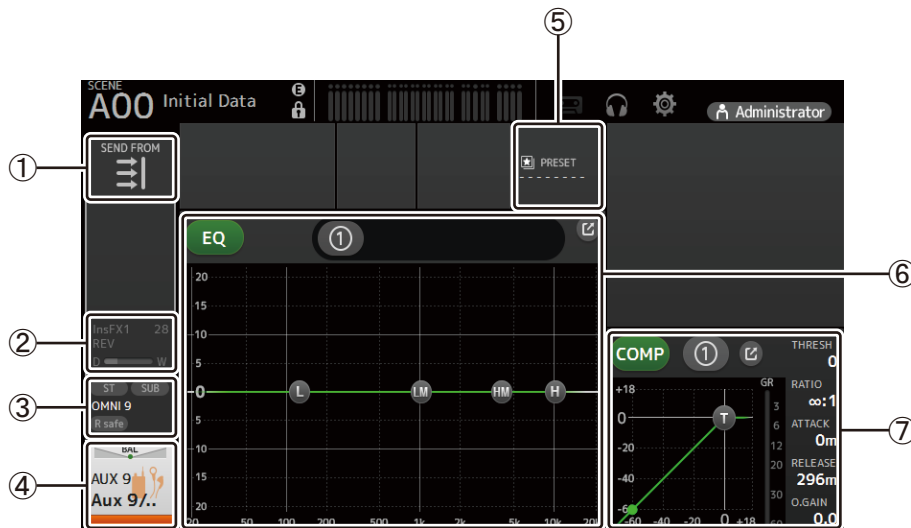 ⑤
SCENE
A00 Initial Data
E
Administrator
①
SEND FROM
PRESET
--------
EQ
①
⑥
20
15
10
5
0
5
10
15
20
L
LM
HM
H
20 50 100 200 500 1k 2k 5k 10k 20k
②
InsFX1 28
REV
D W
③
ST SUB
OMNI 9
R safe
④
BAL
AUX 9
Aux 9/..
COMP
①
⑦
THRESH
0
RATIO
∞:1
ATTACK
0m
RELEASE
296m
O.GAIN
0.0
GR
3
6
12
20
30
60
+18
0
-20
-40
-60
T
-60 -40 -20 0 +18